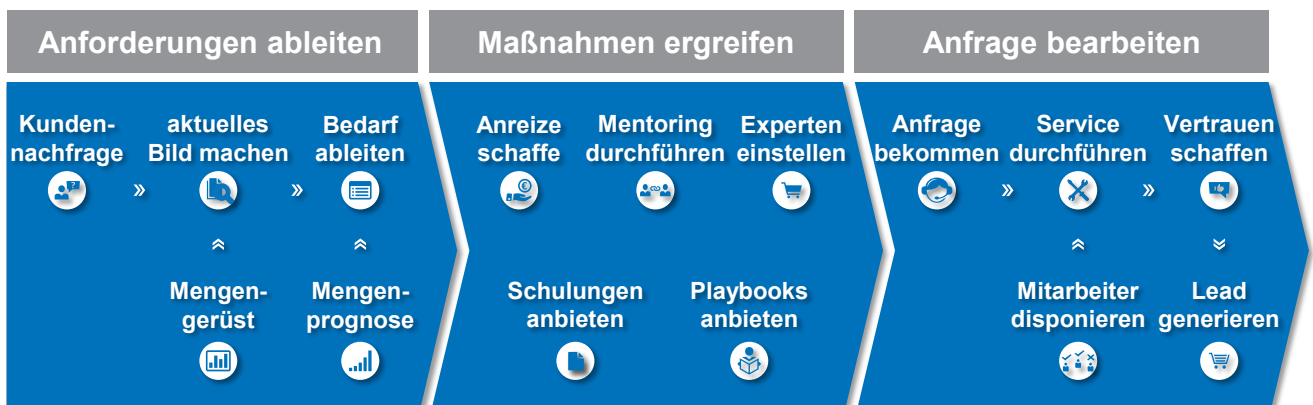 Anforderungen ableiten
Kunden-
nachfrage
aktuelles
Bild machen
Bedarf
ableiten
Mengen-
gerüst
Mengen-
prognose
Maßnahmen ergreifen
Anreize
schaffe
Mentoring
durchführen
Experten
einstellen
Schulungen
anbieten
Playbooks
anbieten
Anfrage bearbeiten
Anfrage
bekommen
Service
durchführen
Vertrauen
schaffen
Mitarbeiter
disponieren
Lead
generieren